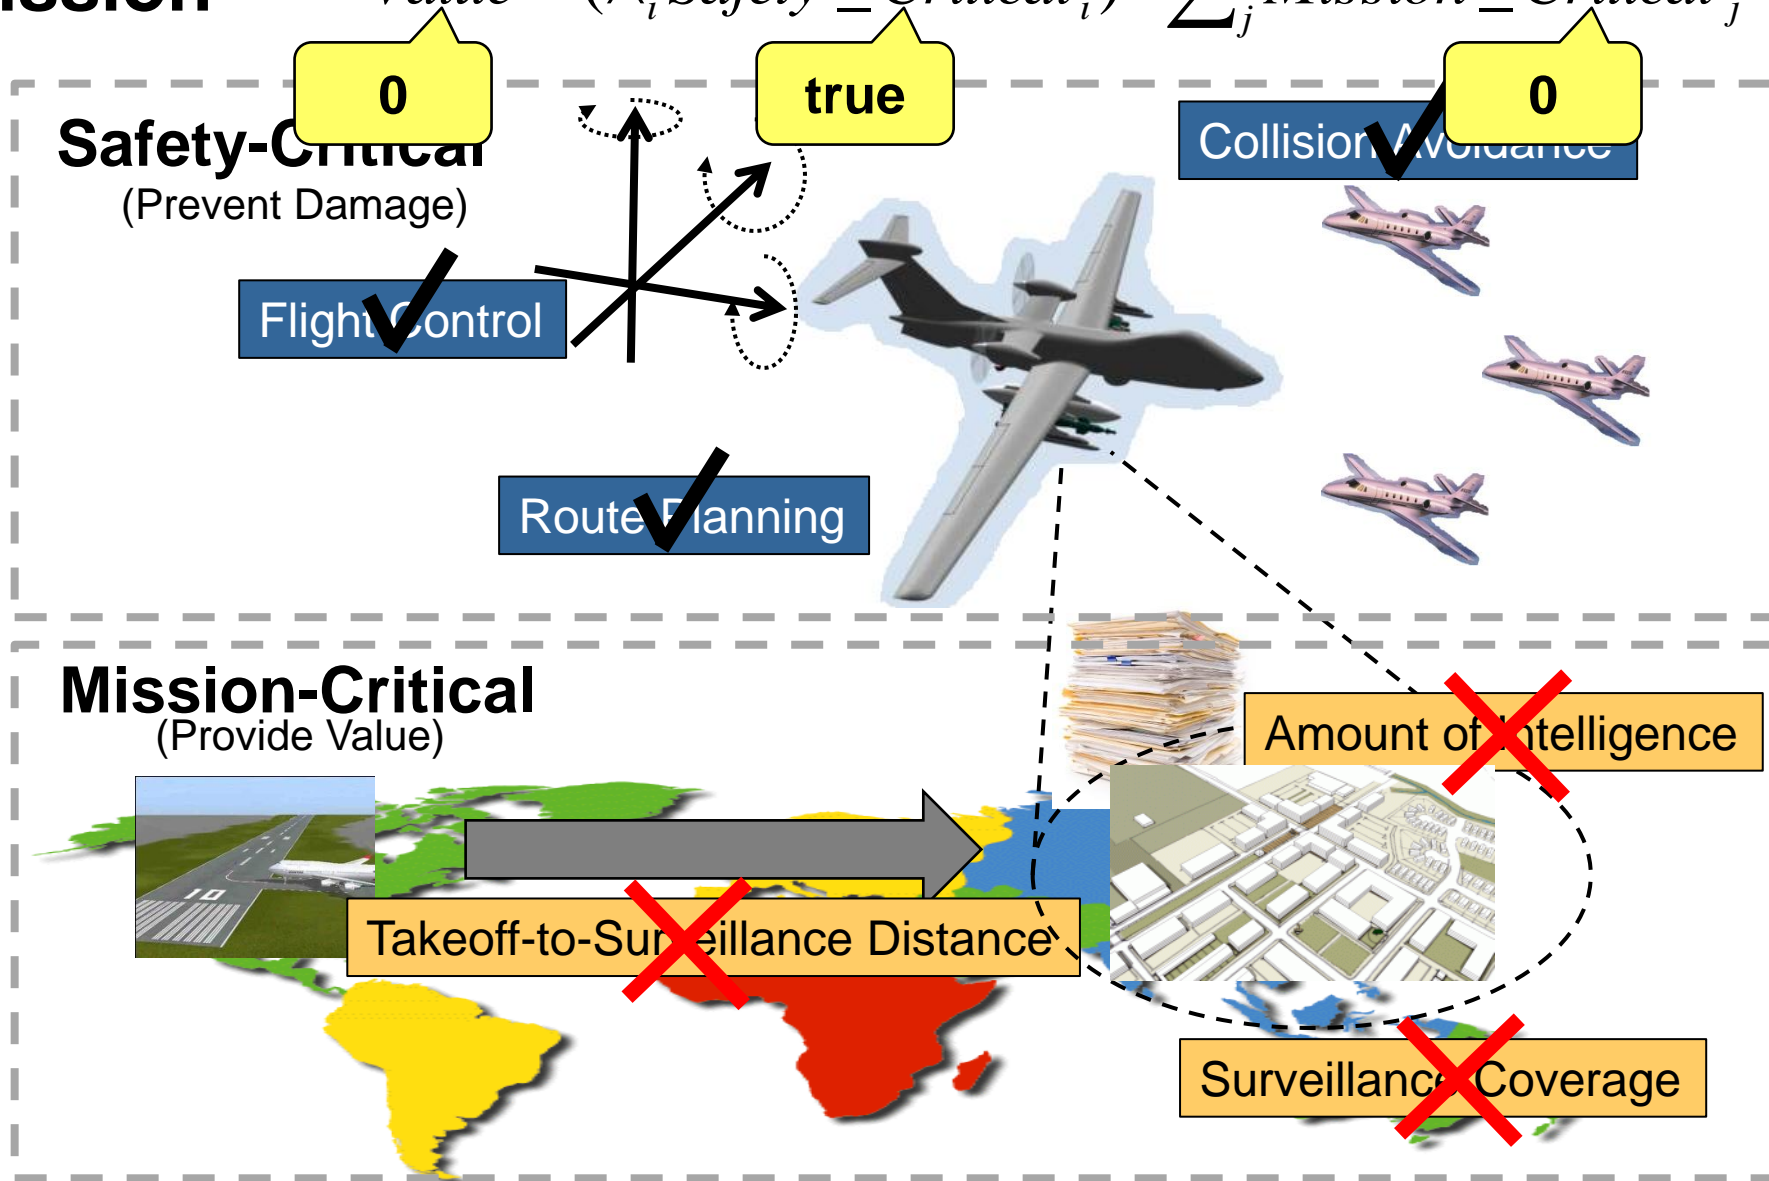 0
true
0
Safety-Critical
(Prevent Damage)
Collision Avoidance
Flight Control
Route Planning
Mission-Critical
(Provide Value)
Amount of Intelligence
Takeoff-to-Surveillance Distance
Surveillance Coverage